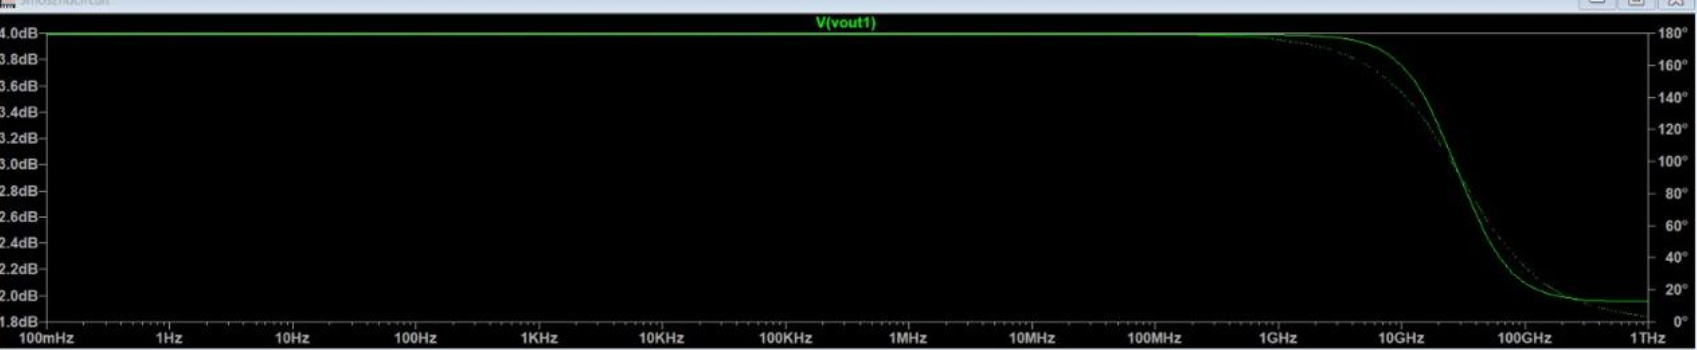 V(vout1)
4.0dB 180°
3.8dB 160°
3.6dB 140°
3.4dB 120°
3.2dB 100°
3.0dB 80°
2.8dB 60°
2.6dB 40°
2.4dB 20°
2.2dB 0°
2.0dB
1.8dB
100mHz 1Hz 10Hz 100Hz 1KHz 10KHz 100KHz 1MHz 10MHz 100MHz 1GHz 10GHz 100GHz 1THz